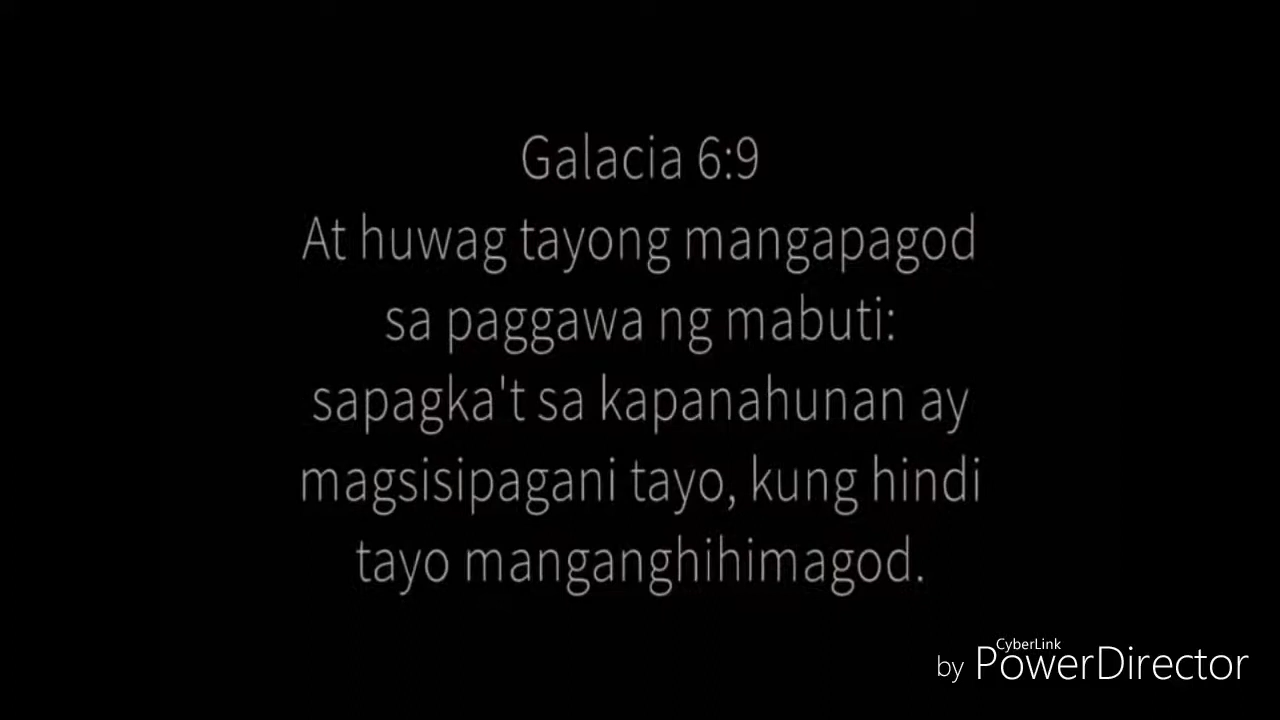 Galacia 6:9
At huwag tayong mangapagod
sa paggawa ng mabuti:
sapagka't sa kapanahunan ay
magsisipagani tayo, kung hindi
tayo manganghihimagod.
CyberLink
by PowerDirector